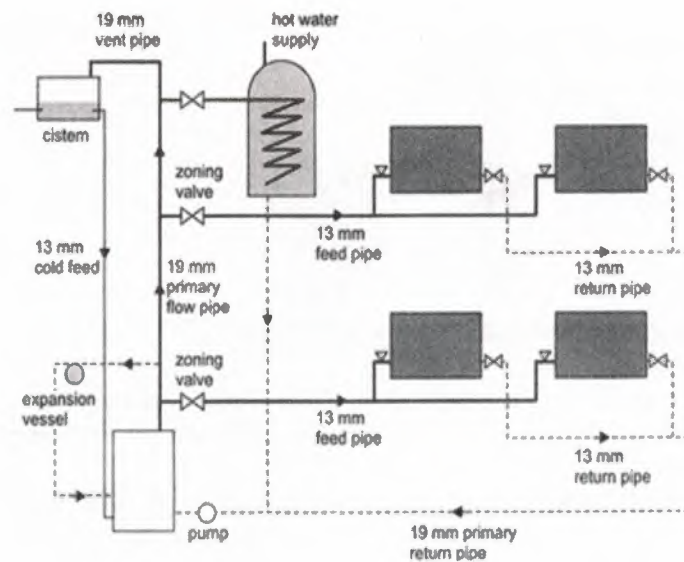 19 mm
vent pipe
hot water
supply
cistem
zoning
valve
13 mm
feed pipe
13 mm
return pipe
13 mm
cold feed
19 mm
primary
flow pipe
zoning
valve
expansion
vessel
13 mm
feed pipe
13 mm
return pipe
pump
19 mm primary
return pipe